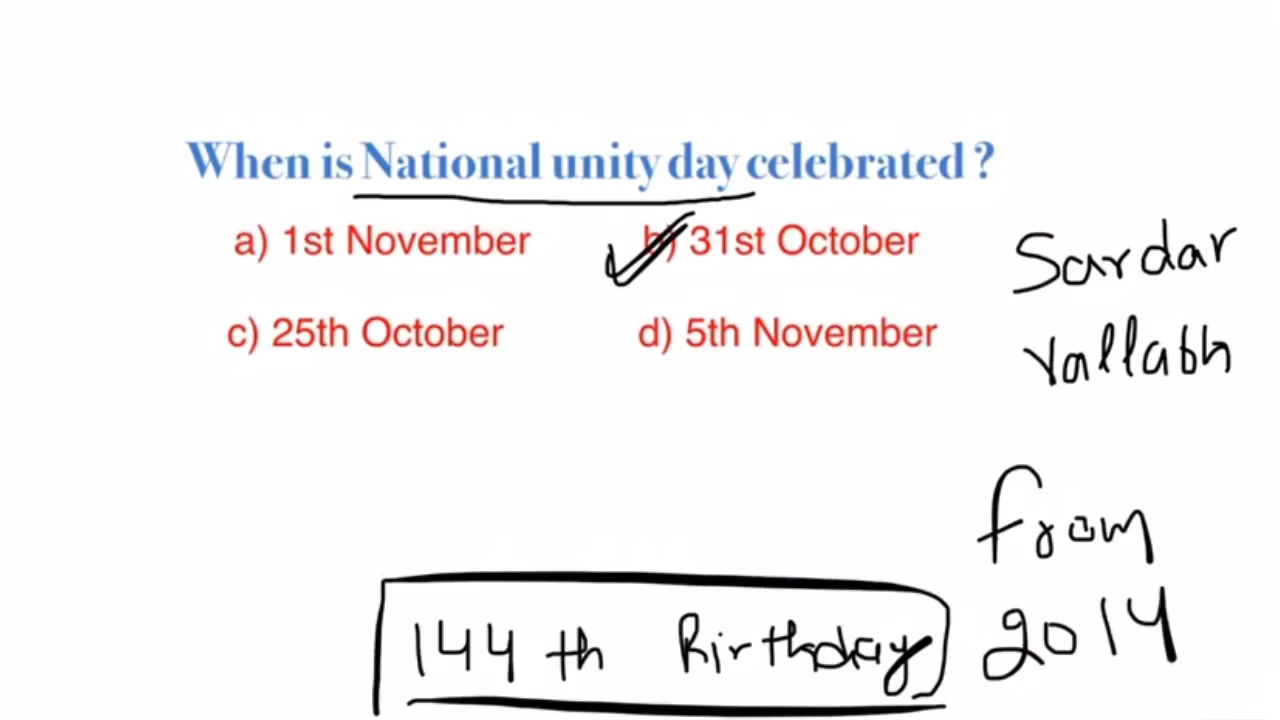 When is National unity day celebrated ?
a) 1st November b) 31st October
c) 25th October d) 5th November
Sardar
Vallabh
from
2014
144 th Birthday